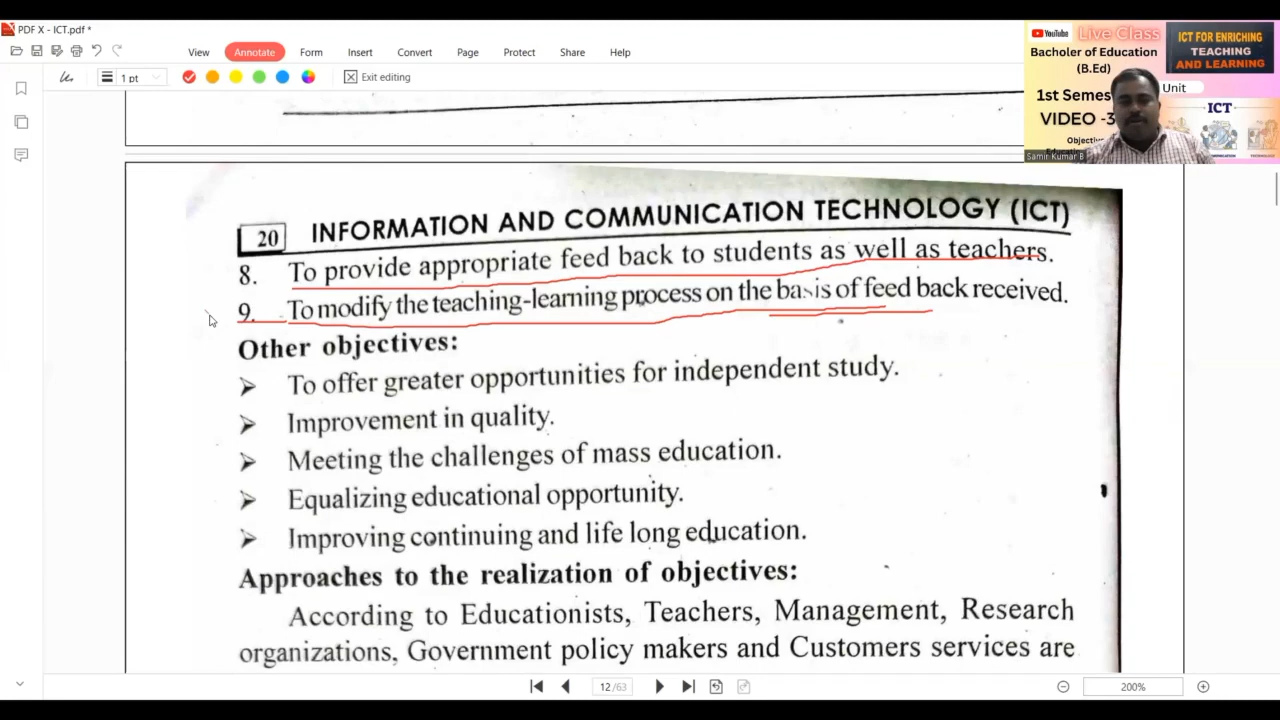 PDF X - ICT.pdf *
View Annotate Form Insert Convert Page Protect Share Help
1 pt Exit editing
YouTube Live Class
Bacholer of Education
(B.Ed)
1st Semes
VIDEO -3
Objectiv
Samir Kumar B
ICT FOR ENRICHING
TEACHING
AND LEARNING
Unit
ICT
20 INFORMATION AND COMMUNICATION TECHNOLOGY (ICT)
8. To provide appropriate feed back to students as well as teachers.
9. To modify the teaching-learning process on the basis of feed back received.
Other objectives:
➢ To offer greater opportunities for independent study.
➢ Improvement in quality.
➢ Meeting the challenges of mass education.
➢ Equalizing educational opportunity.
➢ Improving continuing and life long education.
Approaches to the realization of objectives:
According to Educationists, Teachers, Management, Research
organizations, Government policy makers and Customers services are
12/63
200%